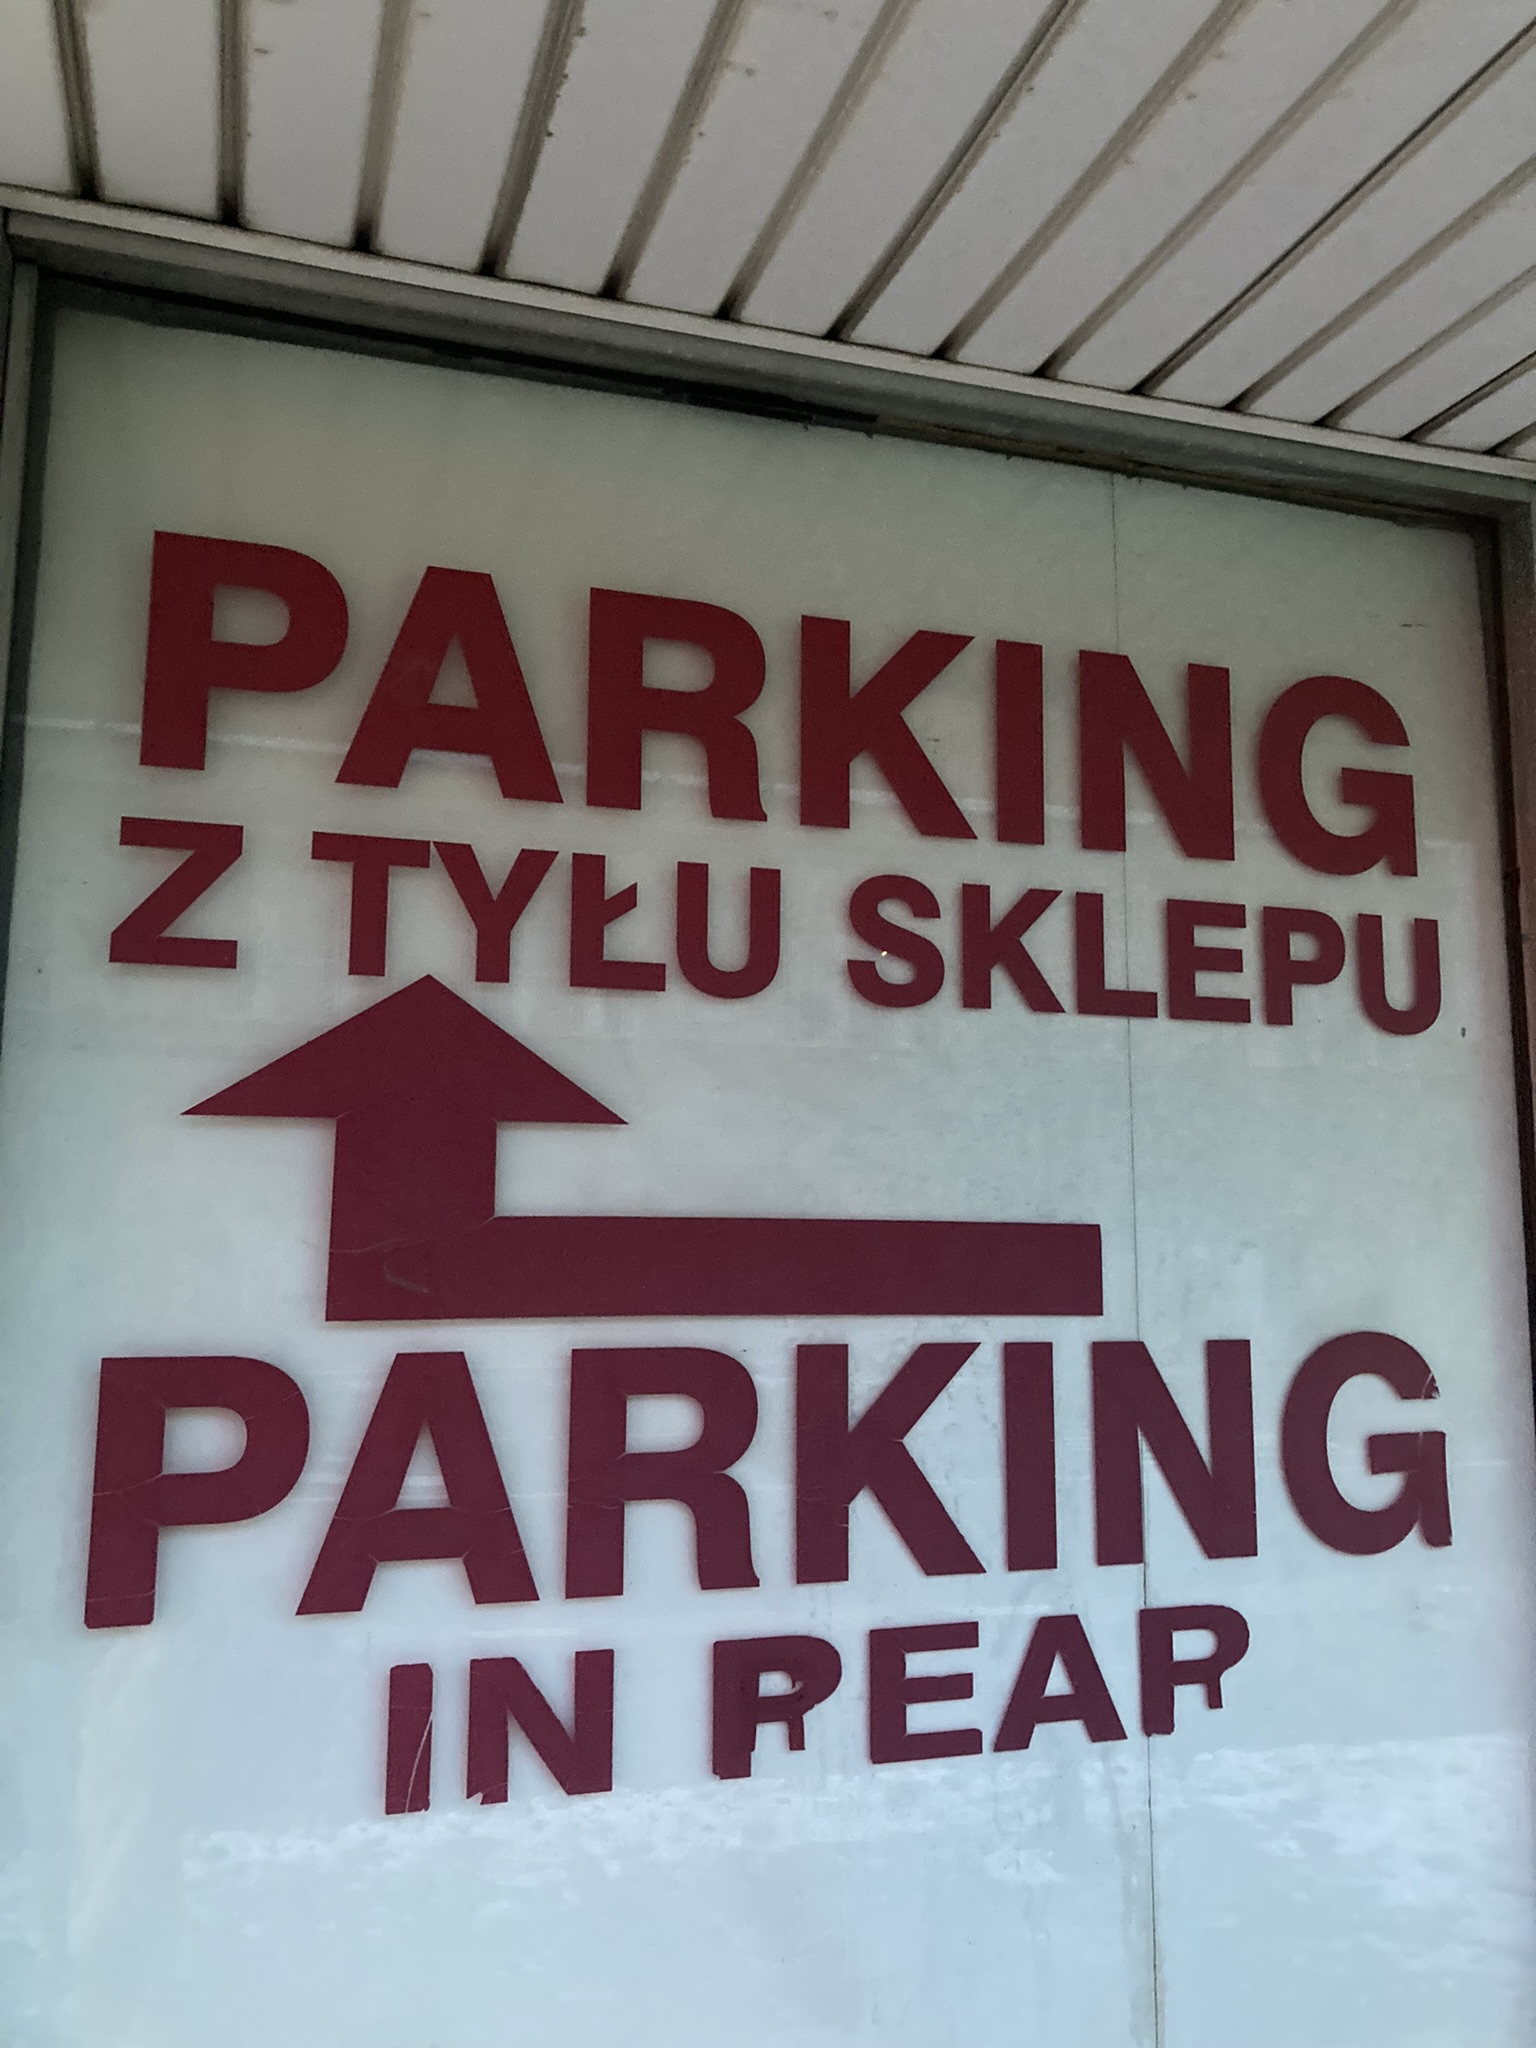 PARKING
Z TYŁU SKLEPU
PARKING
IN REAR